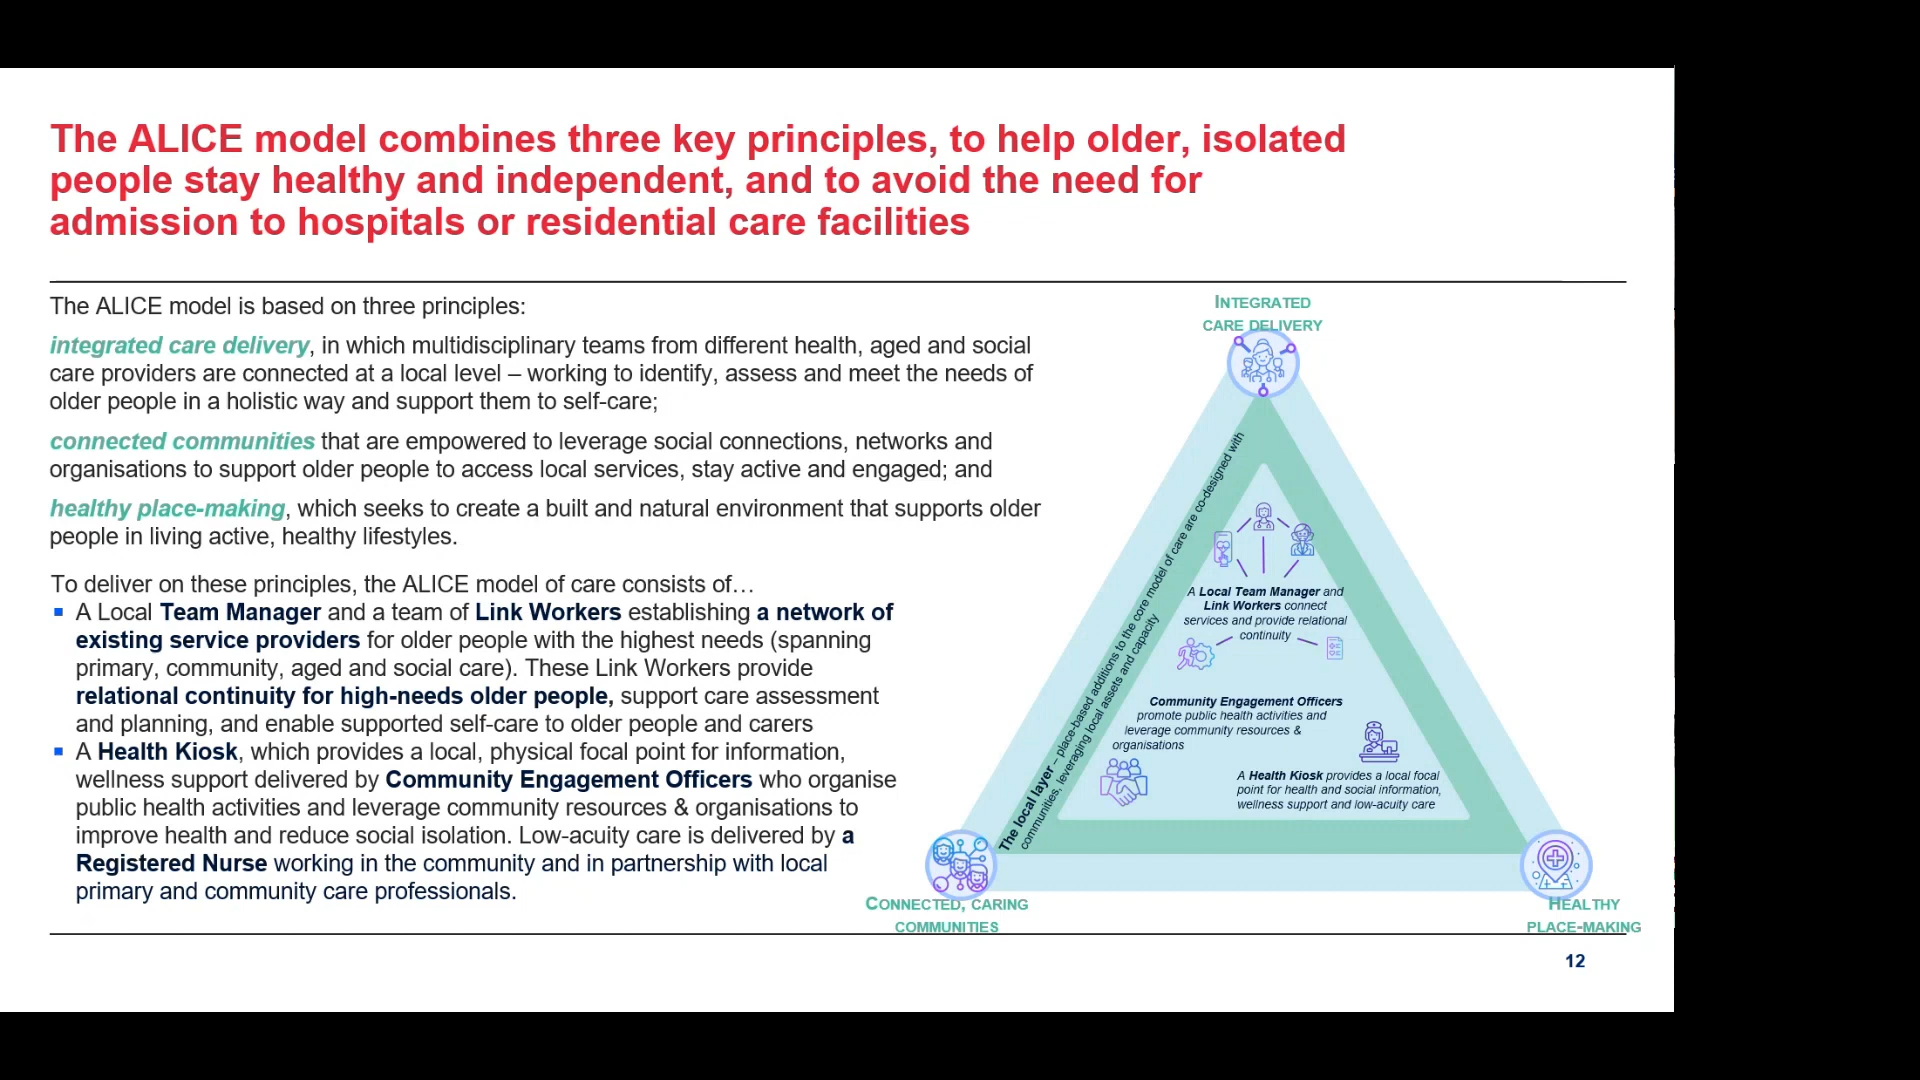 The ALICE model combines three key principles, to help older, isolated
people stay healthy and independent, and to avoid the need for
admission to hospitals or residential care facilities
The ALICE model is based on three principles:
integrated care delivery, in which multidisciplinary teams from different health, aged and social
care providers are connected at a local level – working to identify, assess and meet the needs of
older people in a holistic way and support them to self-care;
connected communities that are empowered to leverage social connections, networks and
organisations to support older people to access local services, stay active and engaged; and
healthy place-making, which seeks to create a built and natural environment that supports older
people in living active, healthy lifestyles.
To deliver on these principles, the ALICE model of care consists of…
▪ A Local Team Manager and a team of Link Workers establishing a network of
existing service providers for older people with the highest needs (spanning
primary, community, aged and social care). These Link Workers provide
relational continuity for high-needs older people, support care assessment
and planning, and enable supported self-care to older people and carers
▪ A Health Kiosk, which provides a local, physical focal point for information,
wellness support delivered by Community Engagement Officers who organise
public health activities and leverage community resources & organisations to
improve health and reduce social isolation. Low-acuity care is delivered by a
Registered Nurse working in the community and in partnership with local
primary and community care professionals.
INTEGRATED
CARE DELIVERY
The local layer – place-based additions to the core model of care are co-designed with
communities, leveraging local assets and capacity
A Local Team Manager and
Link Workers connect
services and provide relational
continuity
Community Engagement Officers
promote public health activities and
leverage community resources &
organisations
A Health Kiosk provides a local focal
point for health and social information,
wellness support and low-acuity care
CONNECTED, CARING
COMMUNITIES
HEALTHY
PLACE-MAKING
12